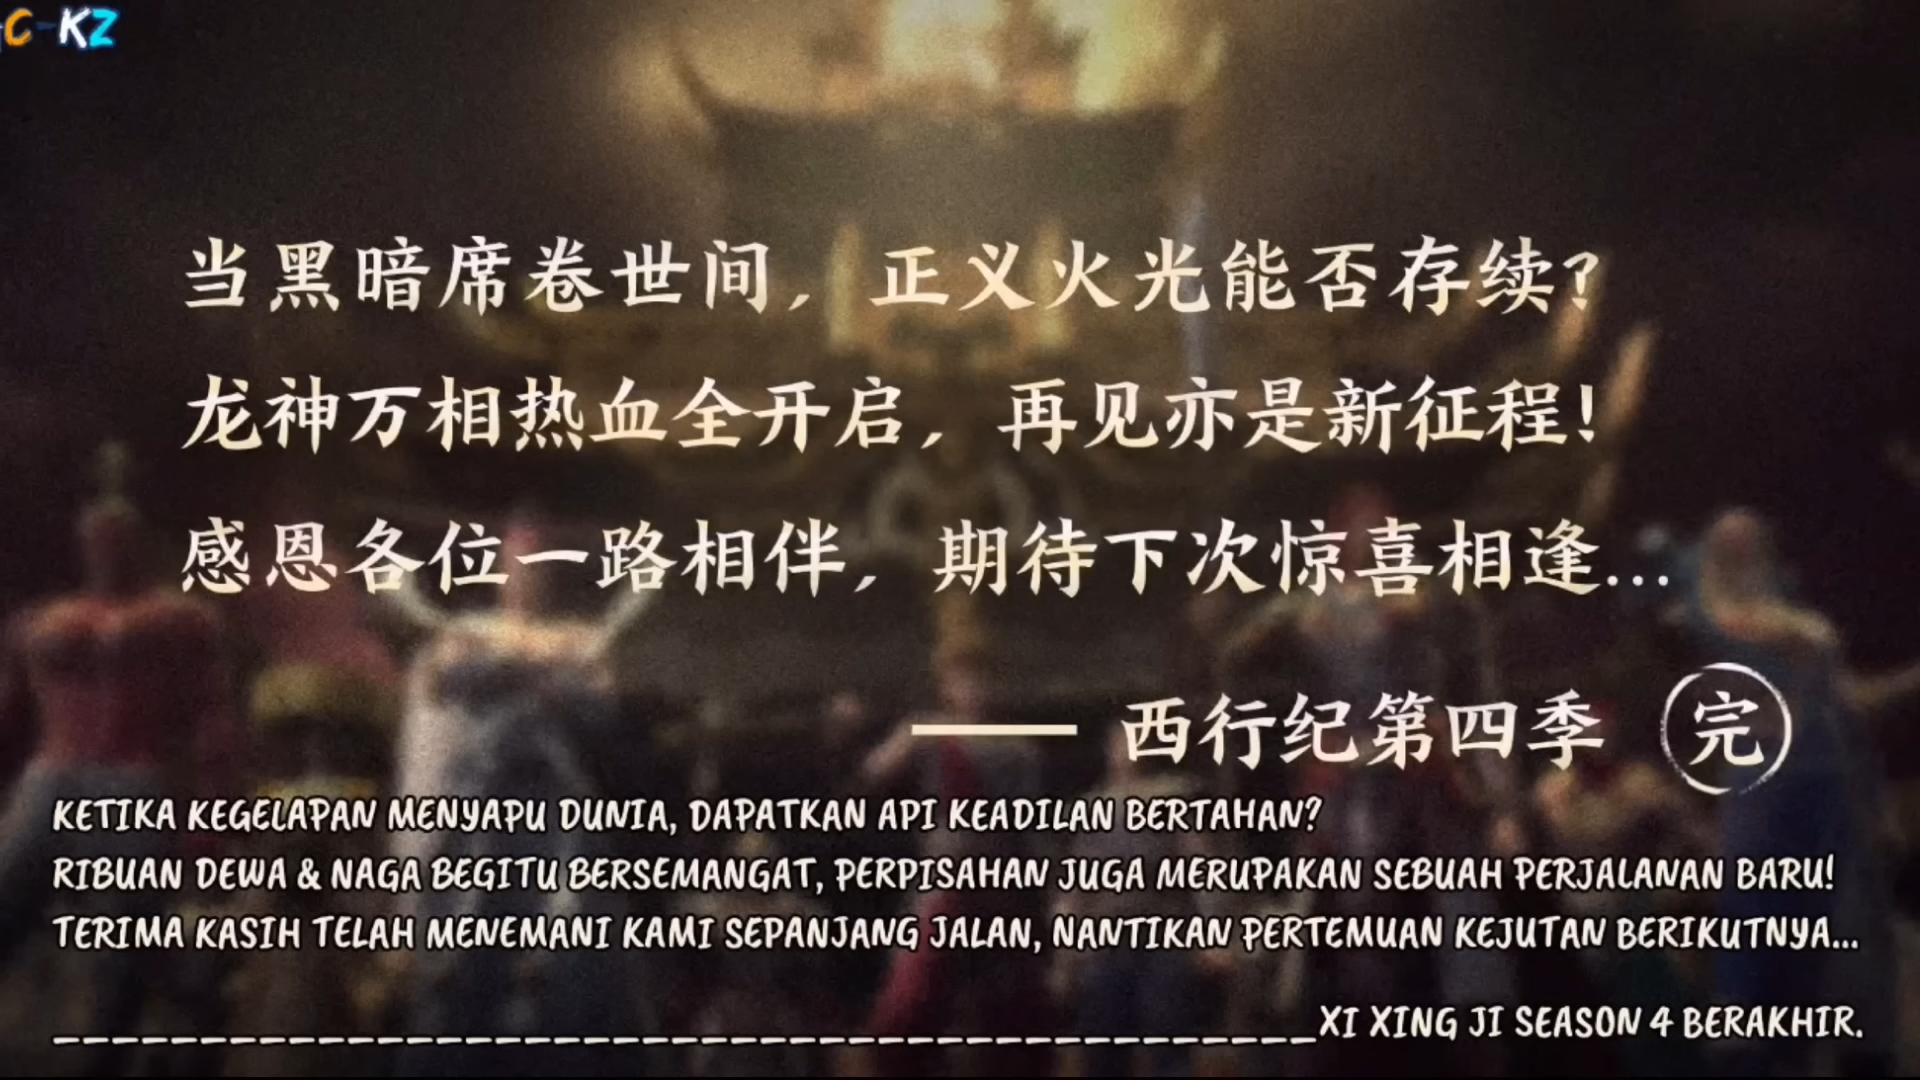 C-KZ
当黑暗席卷世间，正义火光能否存续?
龙神万相热血全开启，再见亦是新征程!
感恩各位一路相伴，期待下次惊喜相逢...
—— 西行纪第四季 完
KETIKA KEGELAPAN MENYAPU DUNIA, DAPATKAN API KEADILAN BERTAHAN?
RIBUAN DEWA & NAGA BEGITU BERSEMANGAT, PERPISAHAN JUGA MERUPAKAN SEBUAH PERJALANAN BARU!
TERIMA KASIH TELAH MENEMANI KAMI SEPANJANG JALAN, NANTIKAN PERTEMUAN KEJUTAN BERIKUTNYA...
___________________________________________XI XING JI SEASON 4 BERAKHIR.